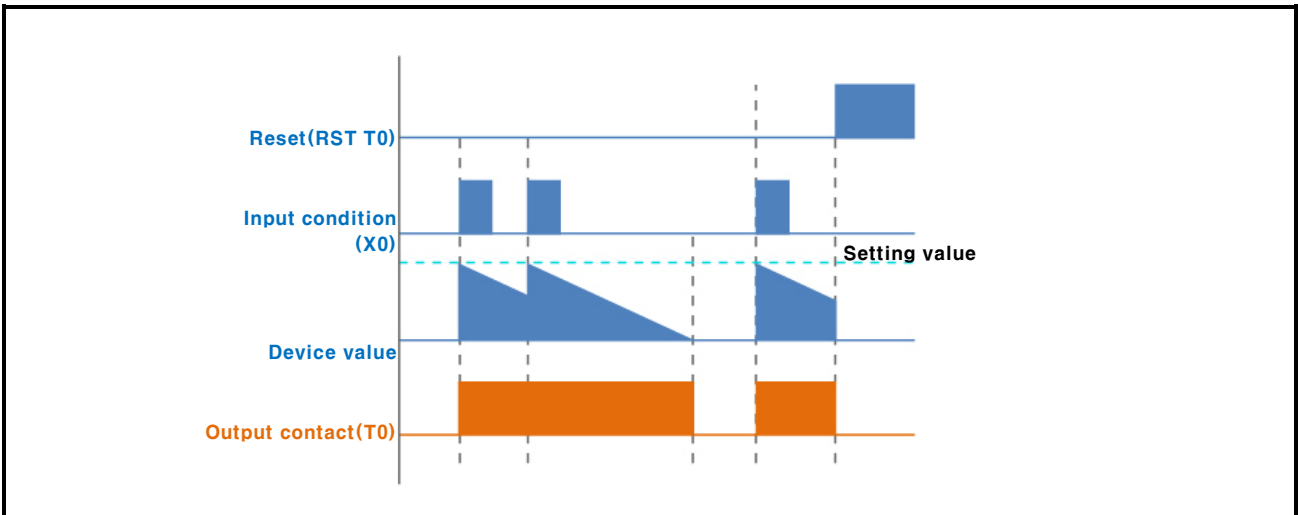 Reset(RST T0)
Input condition
(X0)
Setting value
Device value
Output contact(T0)